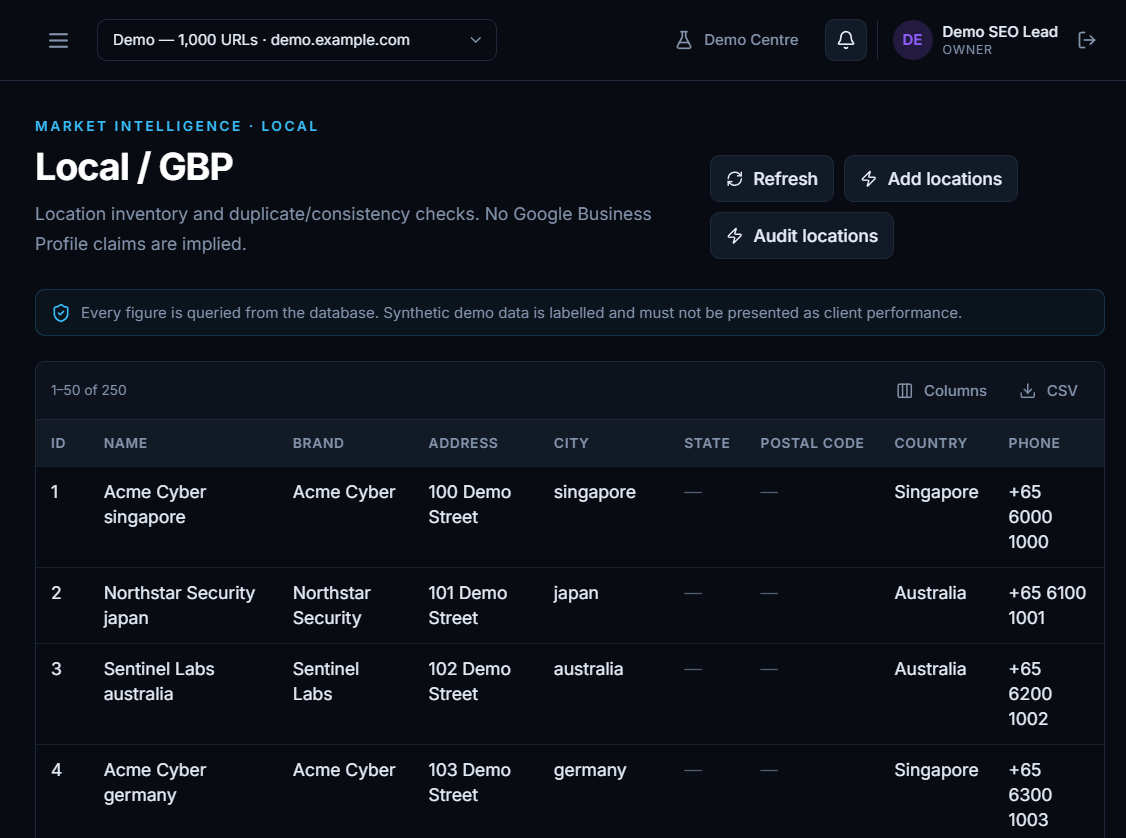 Demo — 1,000 URLs · demo.example.com
Demo Centre
DE
Demo SEO Lead
OWNER
MARKET INTELLIGENCE · LOCAL
Local / GBP
Location inventory and duplicate/consistency checks. No Google Business
Profile claims are implied.
Refresh
Add locations
Audit locations
Every figure is queried from the database. Synthetic demo data is labelled and must not be presented as client performance.
1–50 of 250
Columns
CSV
ID NAME BRAND ADDRESS CITY STATE POSTAL CODE COUNTRY PHONE
1 Acme Cyber Acme Cyber 100 Demo singapore — — Singapore +65
singapore Street 6000
1000
2 Northstar Security Northstar 101 Demo japan — — Australia +65 6100
japan Security Street 1001
3 Sentinel Labs Sentinel 102 Demo australia — — Australia +65
australia Labs Street 6200
1002
4 Acme Cyber Acme Cyber 103 Demo germany — — Singapore +65
germany Street 6300
1003